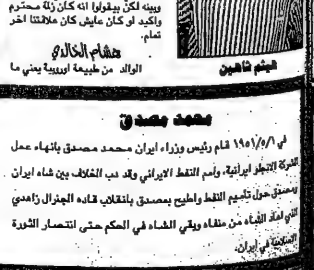 وبينه لكن بيقولوا انه كان زلة محترم
واكيد لو كان عايش كان علاقتنا اخر
تمام.
هشام الخالدي
الوالد من طبيعة اوروبية يعني ما
هيثم شاهين
محمد مصدق
في ١٩٥١/٥/١ قام رئيس وزراء ايران محمد مصدق بانهاء عمل
الشركة الانجلو ايرانية، وأمم النفط الايراني وقد دب الخلاف بين شاه ايران
ومصدق حول تأميم النفط واطيح بمصدق بانقلاب قاده الجنرال زاهدي
الذي اعاد الشاه من منفاه وبقي الشاه في الحكم حتى انتصار الثورة
الاسلامية في ايران.